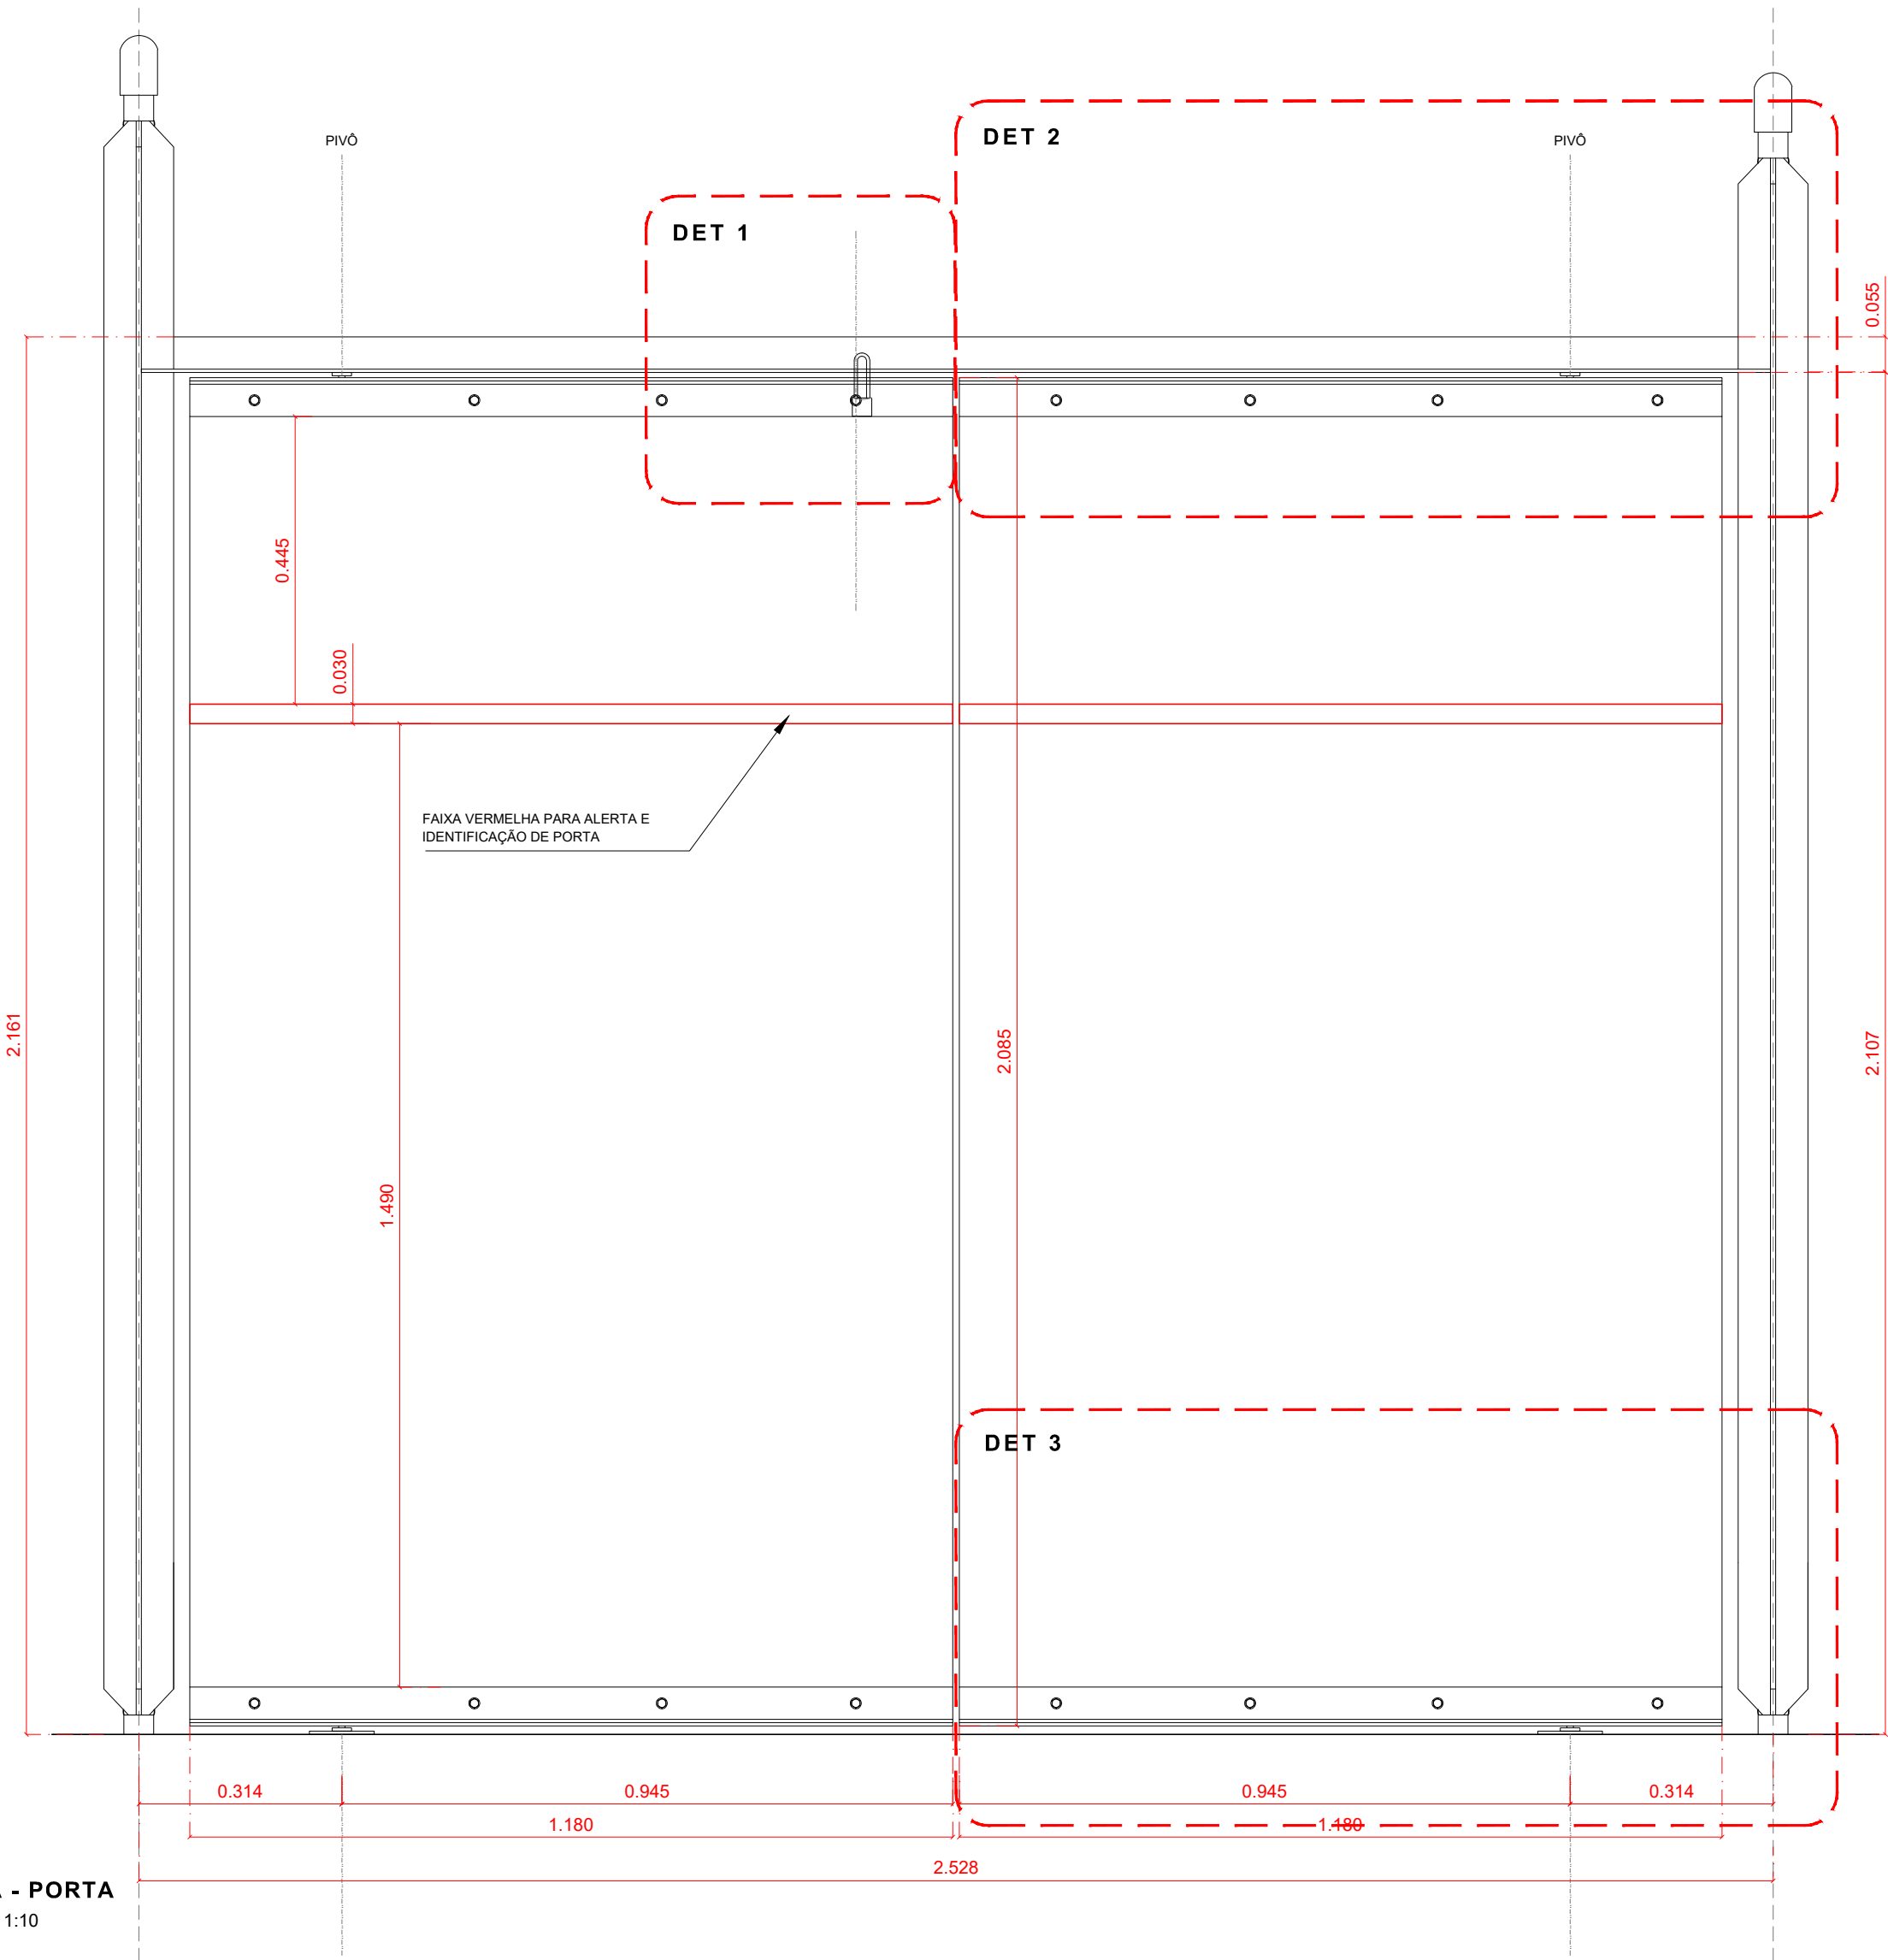 PIVÔ
DET 2
PIVÔ
DET 1
0.055
0.445
0.030
FAIXA VERMELHA PARA ALERTA E
IDENTIFICAÇÃO DE PORTA
2.161
2.085
2.107
1.490
DET 3
0.314
0.945
0.945
0.314
1.180
1.180
2.528
- PORTA
1:10